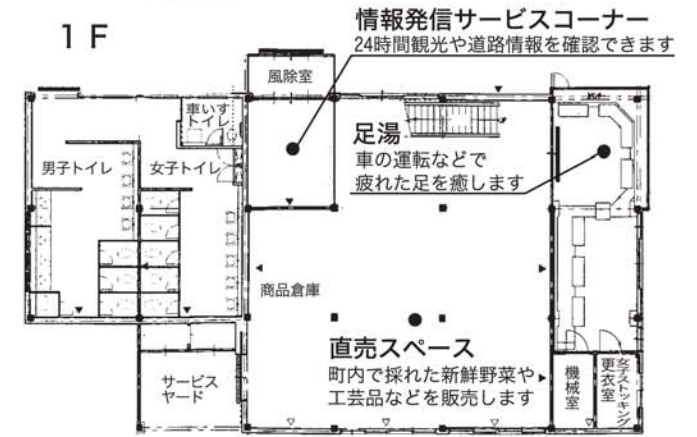 1F
情報発信サービスコーナー
24時間観光や道路情報を確認できます
風除室
車いす
トイレ
男子トイレ
女子トイレ
足湯
車の運転などで
疲れた足を癒します
商品倉庫
直売スペース
町内で採れた新鮮野菜や
工芸品などを販売します
サービス
ヤード
機械室
女子ストッキング
更衣室